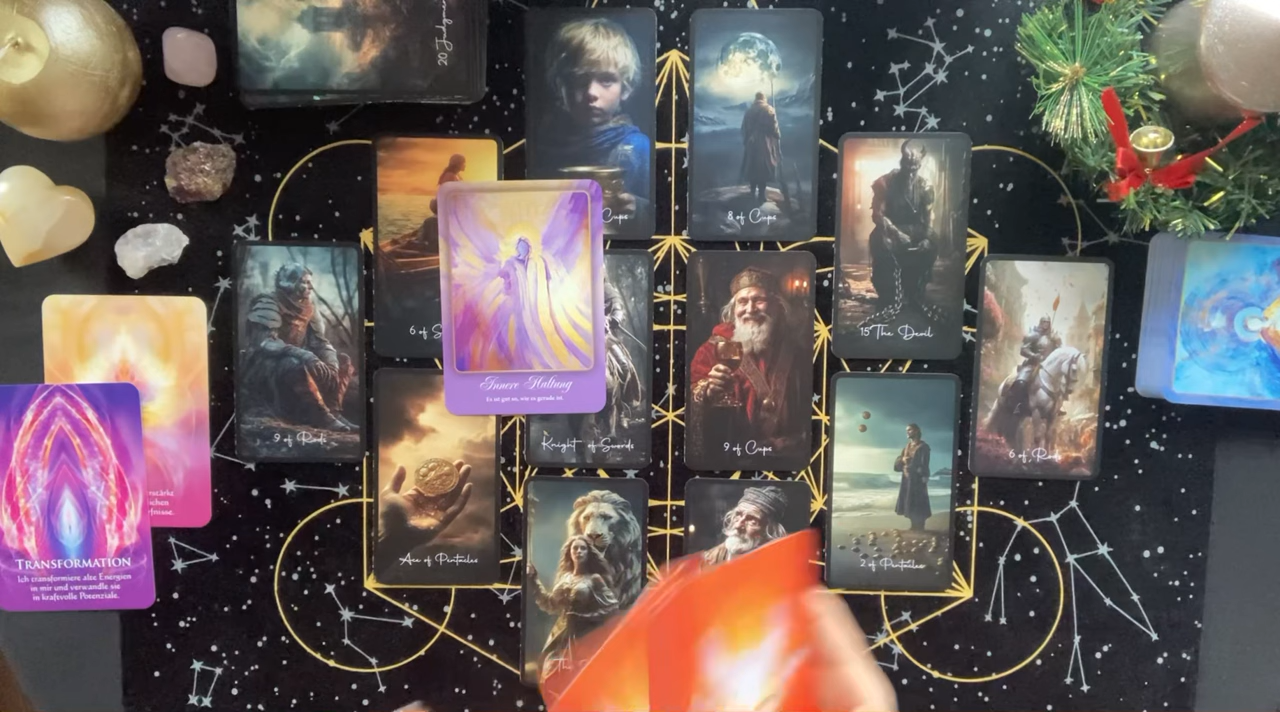 20 Judgement
Cups
8 of Cups
6 of S
15 The Devil
Innere Haltung
Es ist gut so, wie es gerade ist.
9 of Rods
Knight of Swords
9 of Cups
6 of Rods
Ace of Pentacles
2 of Pentacles
TRANSFORMATION
Ich transformiere alte Energien
in mir und verwandle sie
in kraftvolle Potenziale.